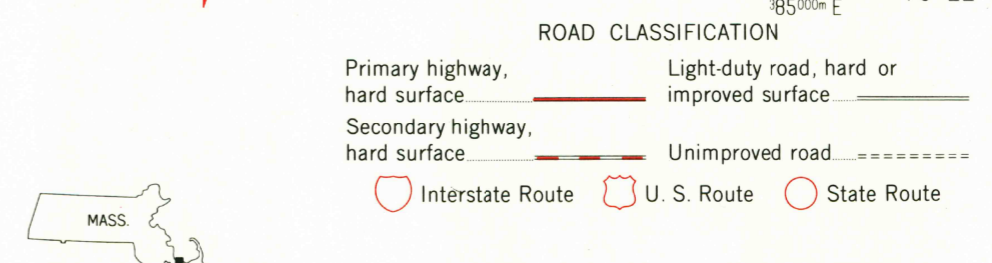 385000m E
ROAD CLASSIFICATION
Primary highway,
hard surface
Light-duty road, hard or
improved surface
Secondary highway,
hard surface
Unimproved road
Interstate Route
U. S. Route
State Route
MASS.